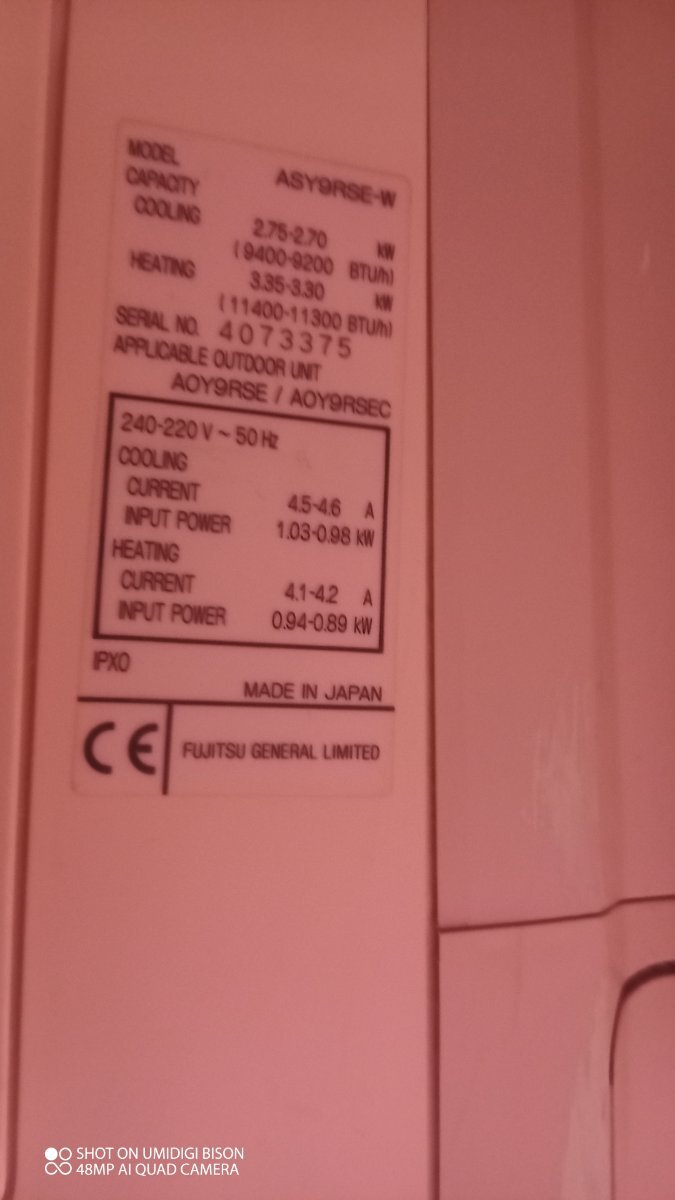 MODEL ASY9RSE-W
CAPACITY
COOLING 2.75-2.70 kW
(9400-9200 BTU/h)
HEATING 3.35-3.30 kW
(11400-11300 BTU/h)
SERIAL NO. 4073375
APPLICABLE OUTDOOR UNIT
AOY9RSE / AOY9RSEC
240-220 V ~ 50 Hz
COOLING
CURRENT 4.5-4.6 A
INPUT POWER 1.03-0.98 kW
HEATING
CURRENT 4.1-4.2 A
INPUT POWER 0.94-0.89 kW
IPX0
MADE IN JAPAN
CE FUJITSU GENERAL LIMITED
SHOT ON UMIDIGI BISON
48MP AI QUAD CAMERA